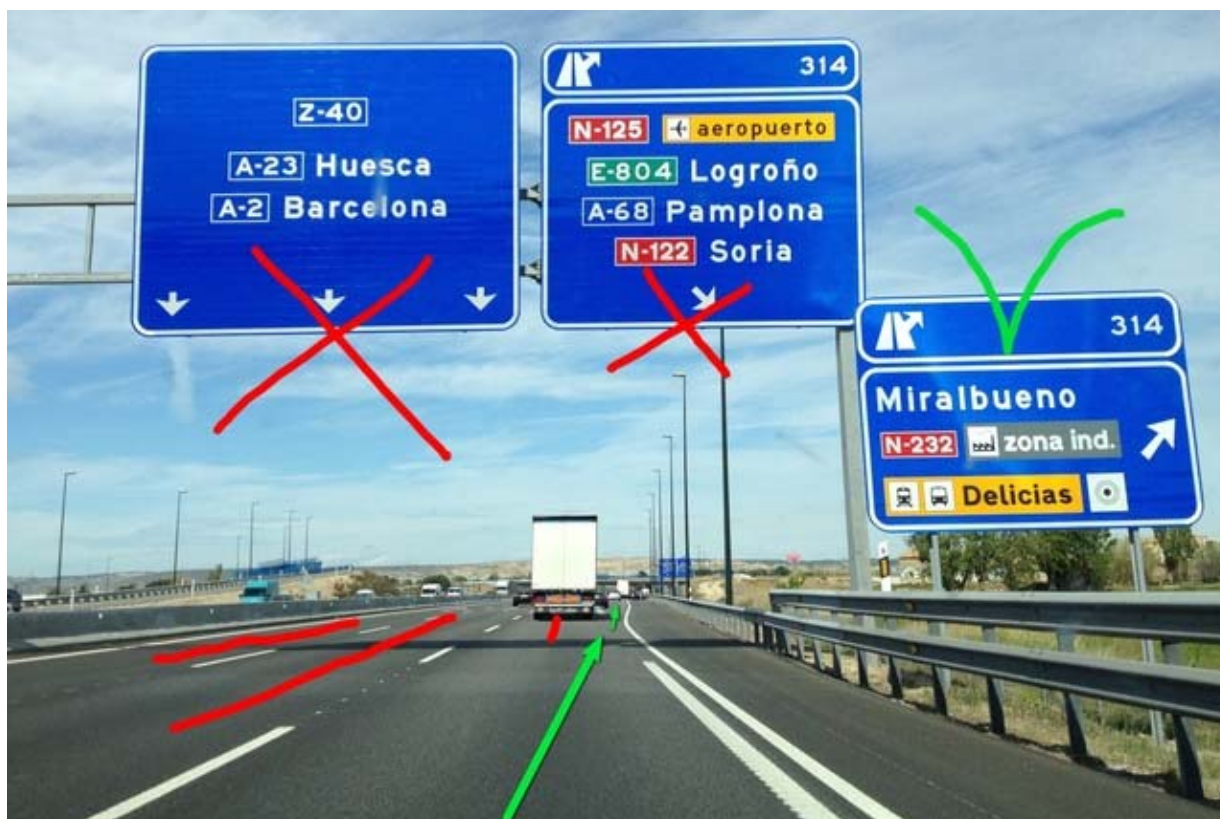 Z-40
A-23 Huesca
A-2 Barcelona
314
N-125 aeropuerto
E-804 Logroño
A-68 Pamplona
N-122 Soria
314
Miralbueno
N-232 zona ind.
Delicias